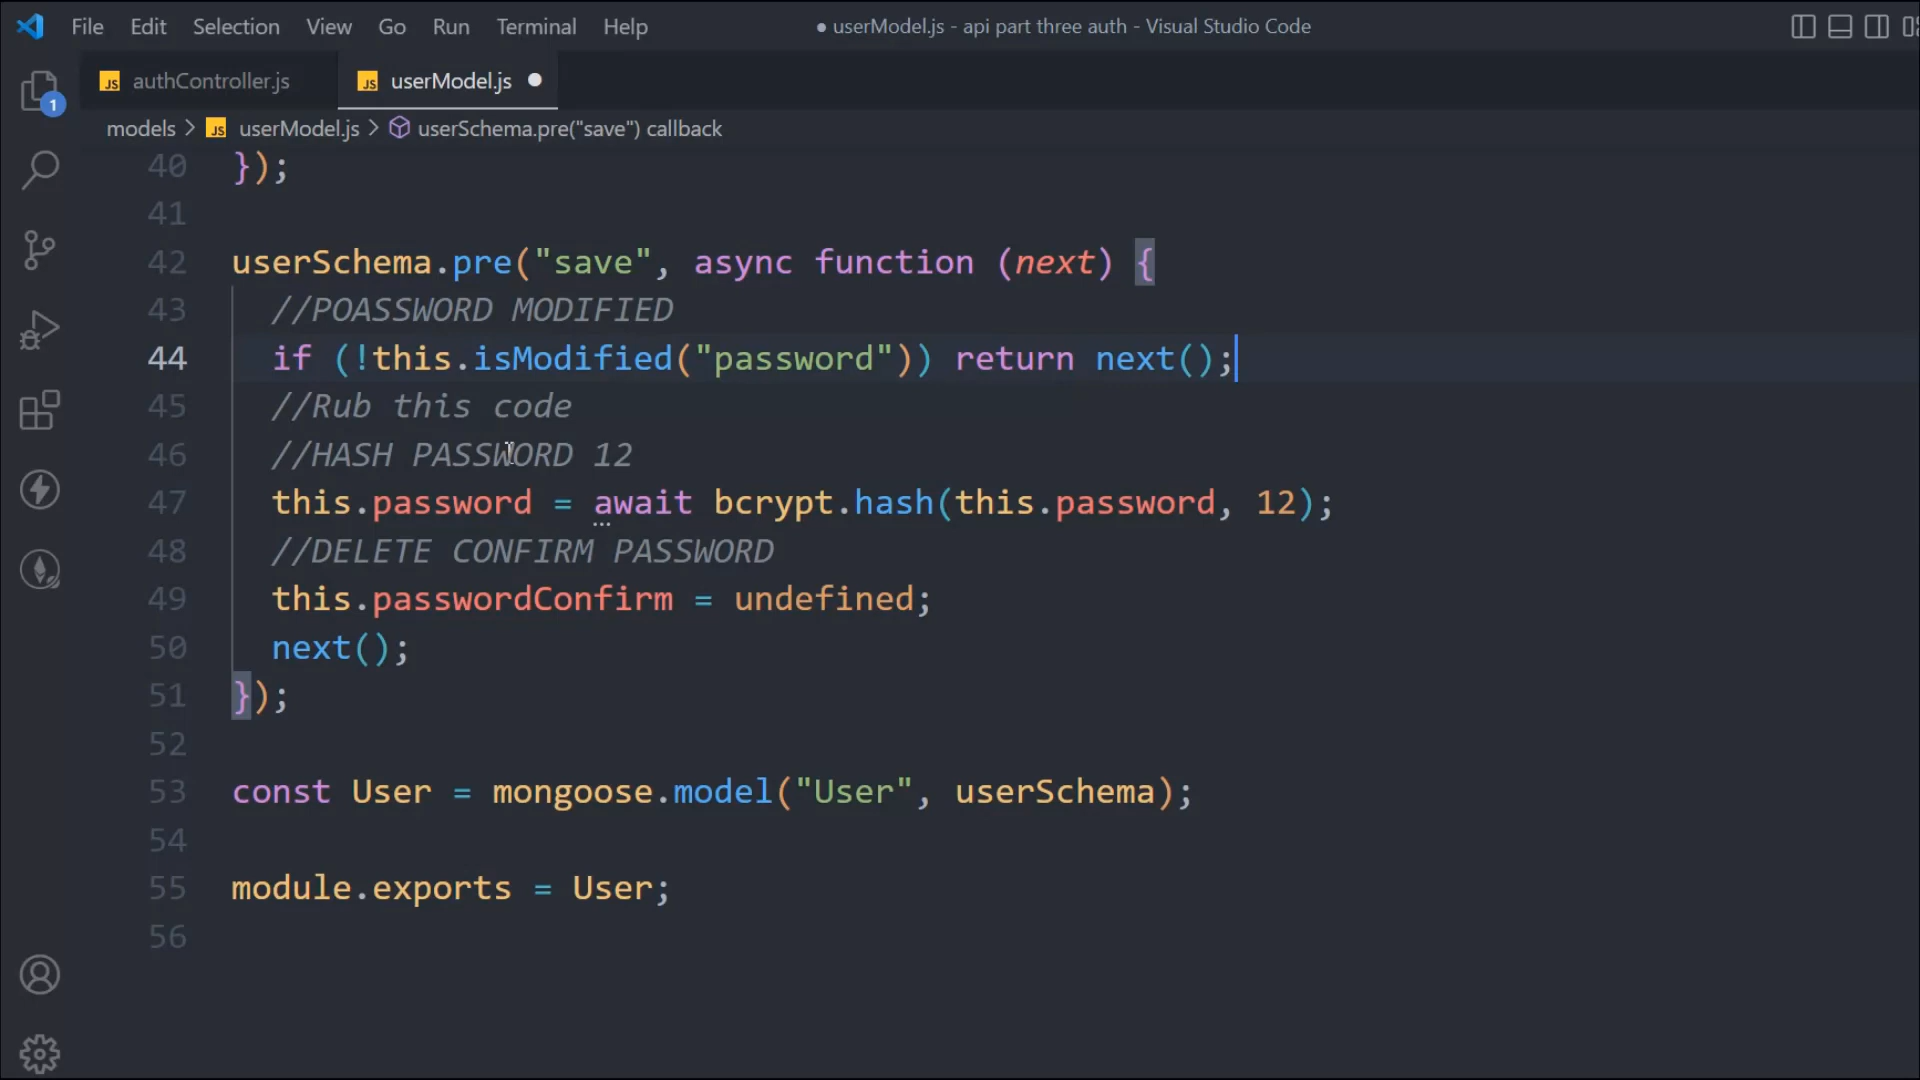 File Edit Selection View Go Run Terminal Help ● userModel.js - api part three auth - Visual Studio Code
JS authController.js JS userModel.js ●
models > JS userModel.js > userSchema.pre("save") callback
1
40 });
41
42 userSchema.pre("save", async function (next) {
43 //POASSWORD MODIFIED
44 if (!this.isModified("password")) return next();
45 //Rub this code
46 //HASH PASSWORD 12
47 this.password = await bcrypt.hash(this.password, 12);
48 //DELETE CONFIRM PASSWORD
49 this.passwordConfirm = undefined;
50 next();
51 });
52
53 const User = mongoose.model("User", userSchema);
54
55 module.exports = User;
56